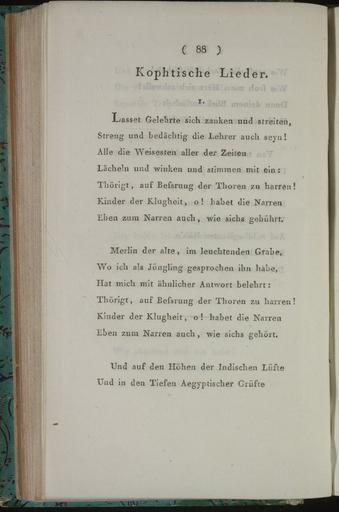 ( 88 )
Kophtische Lieder.
1.
Lasset Gelehrte sich zanken und streiten,
Streng und bedächtig die Lehrer auch seyn!
Alle die Weisesten aller der Zeiten
Lächeln und winken und stimmen mit ein:
Thörigt, auf Beſsrung der Thoren zu harren!
Kinder der Klugheit, o! habet die Narren
Eben zum Narren auch, wie sichs gebührt.
Merlin der alte, im leuchtenden Grabe,
Wo ich als Jüngling gesprochen ihn habe,
Hat mich mit ähnlicher Antwort belehrt:
Thörigt, auf Beſsrung der Thoren zu harren!
Kinder der Klugheit, o! habet die Narren
Eben zum Narren auch, wie sichs gehört.
Und auf den Höhen der Indischen Lüfte
Und in den Tiefen Aegyptischer Grüfte